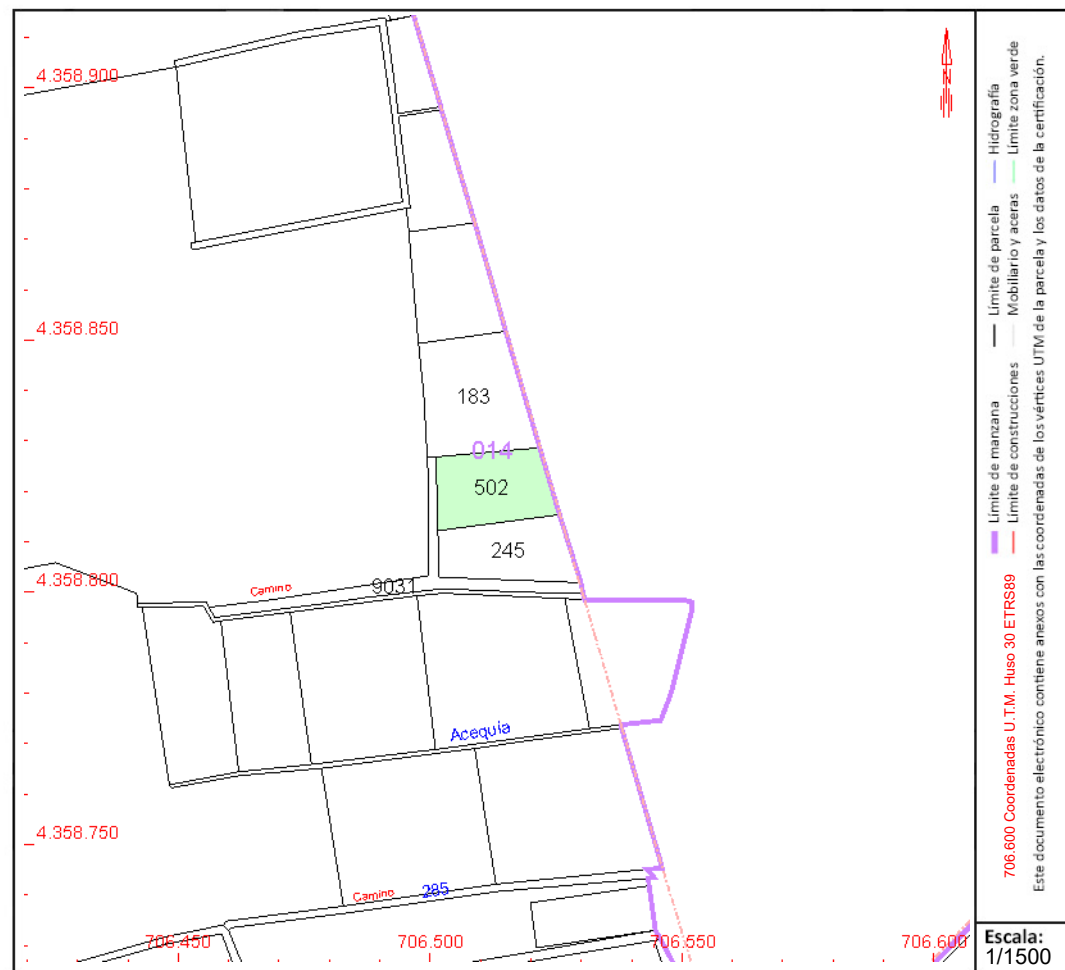 4.358.900
N
4.358.850
183
014
502
245
4.358.800
Camino
9031
Acequia
4.358.750
Camino
285
706.450
706.500
706.550
706.600
Límite de manzana
Límite de parcela
Hidrografía
Límite de construcciones
Mobiliario y aceras
Límite zona verde
706.600 Coordenadas U.T.M. Huso 30 ETRS89
Este documento electrónico contiene anexos con las coordenadas de los vértices UTM de la parcela y los datos de la certificación.
Escala:
1/1500